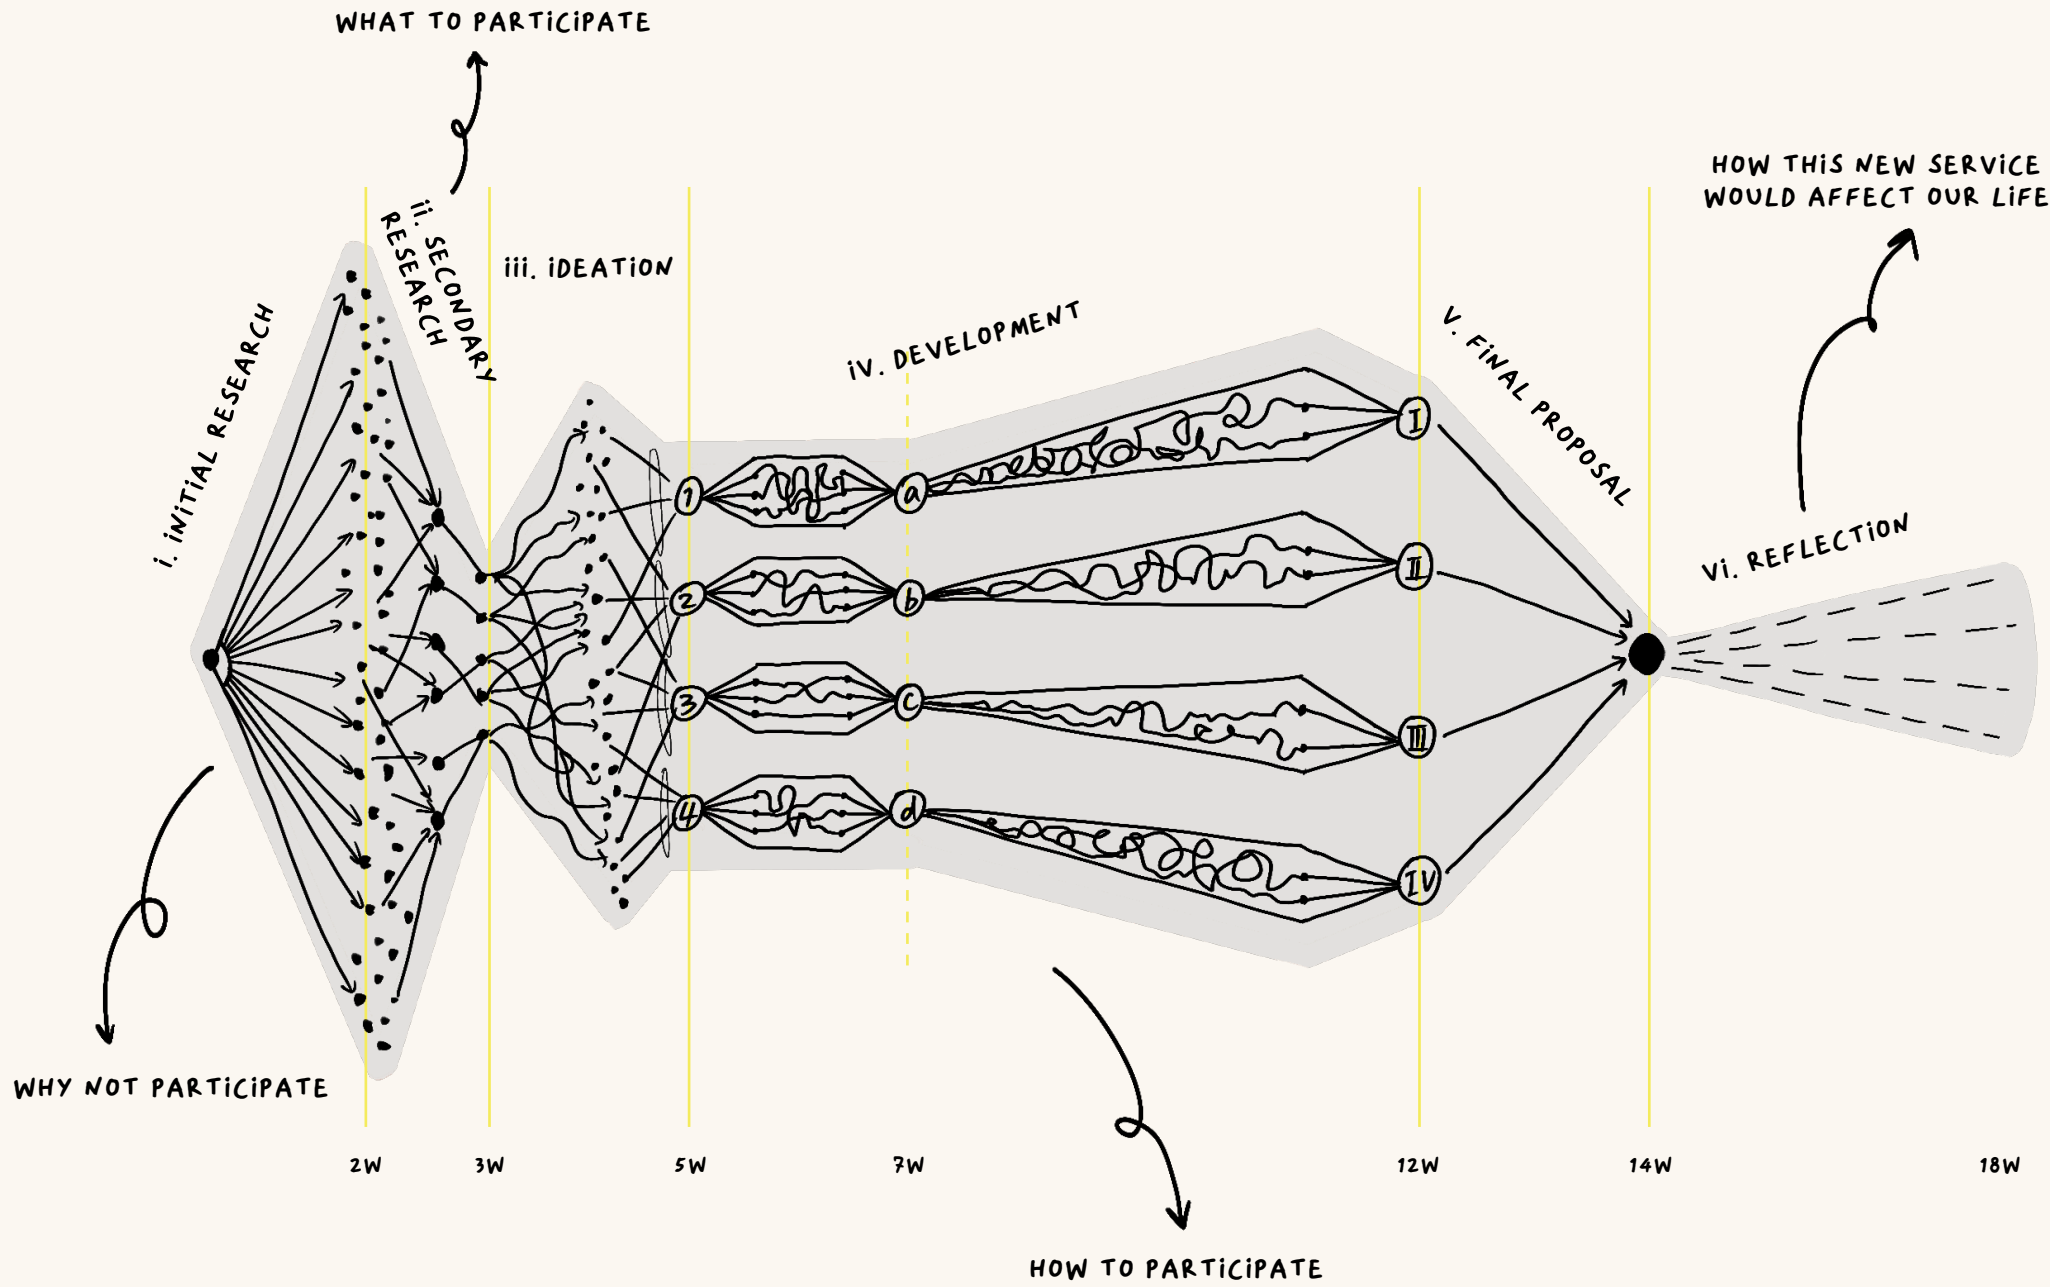 WHAT TO PARTICIPATE
HOW THIS NEW SERVICE
WOULD AFFECT OUR LIFE
i. INITIAL RESEARCH
ii. SECONDARY
RESEARCH
iii. IDEATION
iV. DEVELOPMENT
V. FINAL PROPOSAL
Vi. REFLECTION
1
a
I
2
b
II
3
c
III
4
d
IV
WHY NOT PARTICIPATE
2W
3W
5W
7W
12W
14W
18W
HOW TO PARTICIPATE